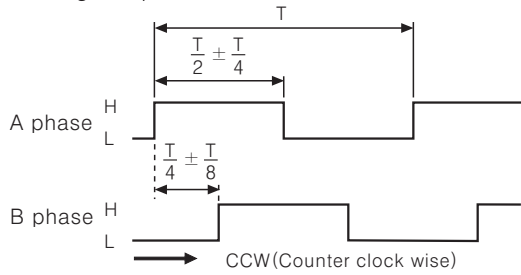 T
T/2 ± T/4
H
A phase
L
T/4 ± T/8
H
B phase
L
CCW(Counter clock wise)